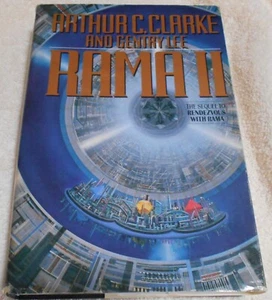 ARTHUR C. CLARKE
AND GENTRY LEE
RAMA II
THE SEQUEL TO
RENDEZVOUS
WITH RAMA